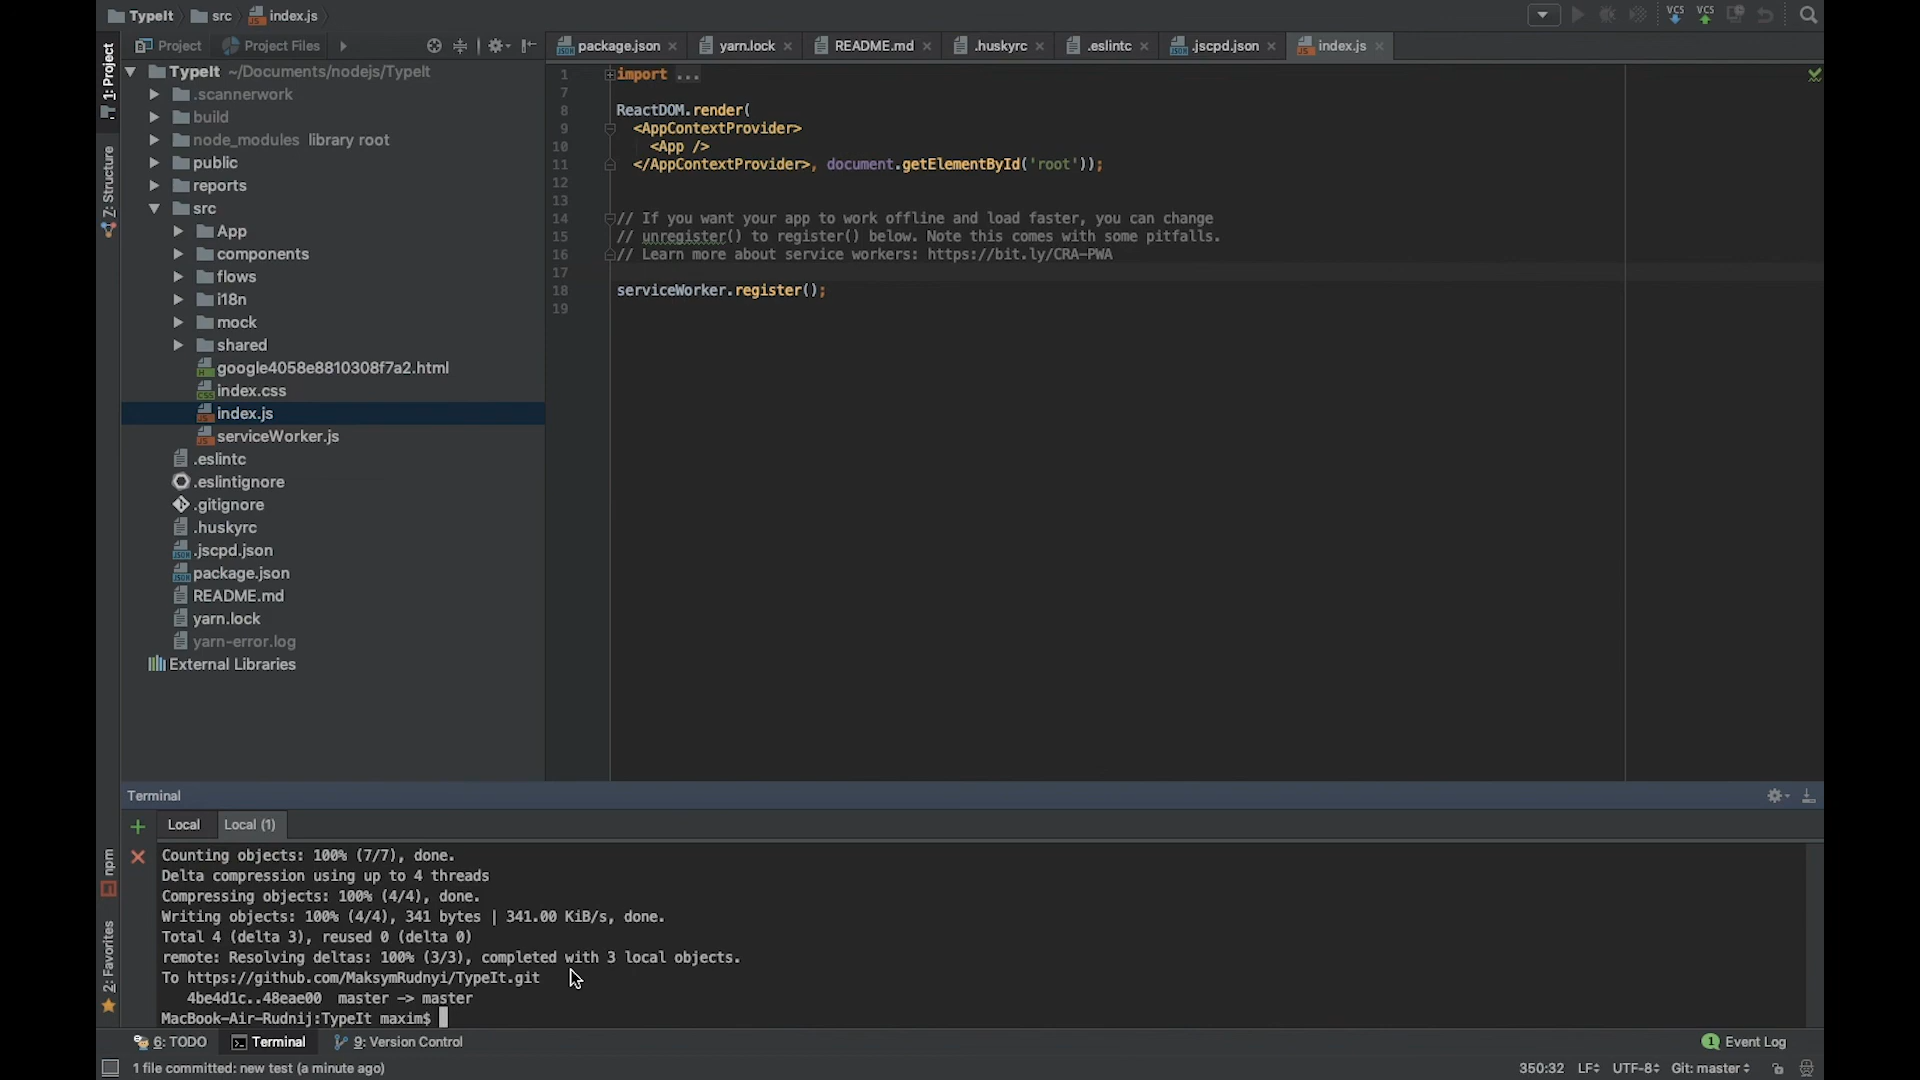 TypeIt src index.js
VCS VCS
1: Project
Project Project Files
package.json yarn.lock README.md .huskyrc .eslintc .jscpd.json index.js
TypeIt ~/Documents/nodejs/TypeIt
.scannerwork
build
node_modules library root
public
reports
src
App
components
flows
i18n
mock
shared
google4058e8810308f7a2.html
index.css
index.js
serviceWorker.js
.eslintc
.eslintignore
.gitignore
.huskyrc
.jscpd.json
package.json
README.md
yarn.lock
yarn-error.log
External Libraries
Z: Structure
npm
2: Favorites
1 import ...
7
8 ReactDOM.render(
9 <AppContextProvider>
10 <App />
11 </AppContextProvider>, document.getElementById('root'));
12
13
14 // If you want your app to work offline and load faster, you can change
15 // unregister() to register() below. Note this comes with some pitfalls.
16 // Learn more about service workers: https://bit.ly/CRA-PWA
17
18 serviceWorker.register();
19
Terminal
Local Local (1)
Counting objects: 100% (7/7), done.
Delta compression using up to 4 threads
Compressing objects: 100% (4/4), done.
Writing objects: 100% (4/4), 341 bytes | 341.00 KiB/s, done.
Total 4 (delta 3), reused 0 (delta 0)
remote: Resolving deltas: 100% (3/3), completed with 3 local objects.
To https://github.com/MaksymRudnyi/TypeIt.git
4be4d1c..48eae00 master -> master
MacBook-Air-Rudnij:TypeIt maxim$
6: TODO Terminal 9: Version Control 1 Event Log
1 file committed: new test (a minute ago) 350:32 LF UTF-8 Git: master